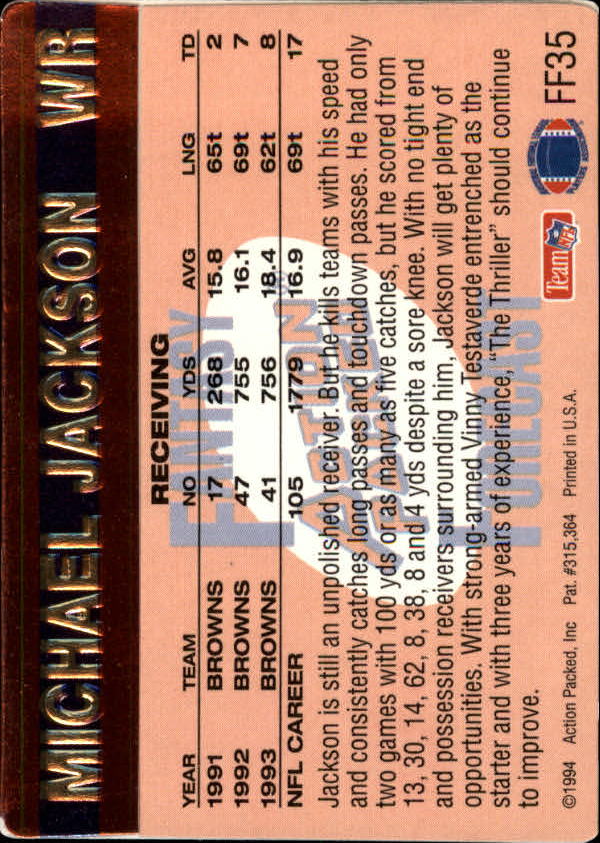 MICHAEL JACKSON WR
RECEIVING
YEAR TEAM NO YDS AVG LNG TD
1991 BROWNS 17 268 15.8 65t 2
1992 BROWNS 47 755 16.1 69t 7
1993 BROWNS 41 756 18.4 62t 8
NFL CAREER 105 1779 16.9 69t 17
FANTASY
ACTION
PACKED
FORECAST
Jackson is still an unpolished receiver. But he kills teams with his speed
and consistently catches long passes and touchdown passes. He had only
two games with 100 yds or as many as five catches, but he scored from
13, 30, 14, 62, 8, 38, 8 and 4 yds despite a sore knee. With no tight end
and possession receivers surrounding him, Jackson will get plenty of
opportunities. With strong-armed Vinny Testaverde entrenched as the
starter and with three years of experience, "The Thriller" should continue
to improve.
©1994 Action Packed, Inc Pat. #315,364 Printed in U.S.A.
Team NFL
FF35